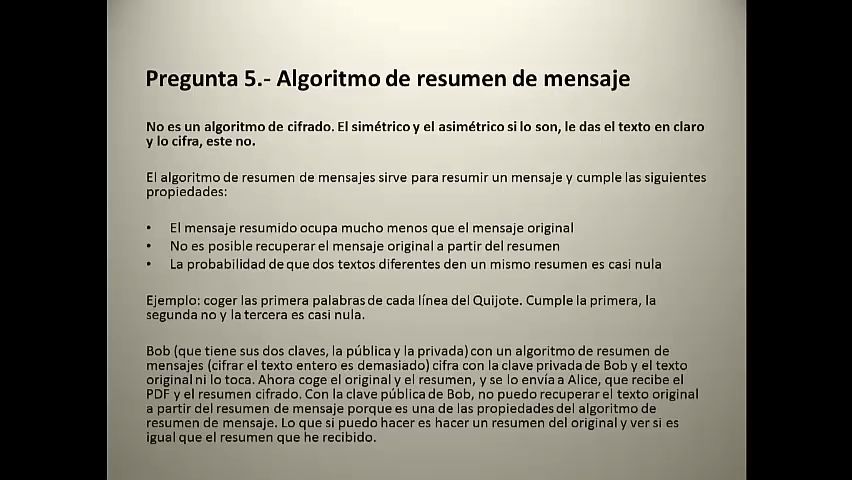 Pregunta 5.- Algoritmo de resumen de mensaje
No es un algoritmo de cifrado. El simétrico y el asimétrico si lo son, le das el texto en claro
y lo cifra, este no.
El algoritmo de resumen de mensajes sirve para resumir un mensaje y cumple las siguientes
propiedades:
• El mensaje resumido ocupa mucho menos que el mensaje original
• No es posible recuperar el mensaje original a partir del resumen
• La probabilidad de que dos textos diferentes den un mismo resumen es casi nula
Ejemplo: coger las primera palabras de cada línea del Quijote. Cumple la primera, la
segunda no y la tercera es casi nula.
Bob (que tiene sus dos claves, la pública y la privada) con un algoritmo de resumen de
mensajes (cifrar el texto entero es demasiado) cifra con la clave privada de Bob y el texto
original ni lo toca. Ahora coge el original y el resumen, y se lo envía a Alice, que recibe el
PDF y el resumen cifrado. Con la clave pública de Bob, no puedo recuperar el texto original
a partir del resumen de mensaje porque es una de las propiedades del algoritmo de
resumen de mensaje. Lo que si puedo hacer es hacer un resumen del original y ver si es
igual que el resumen que he recibido.